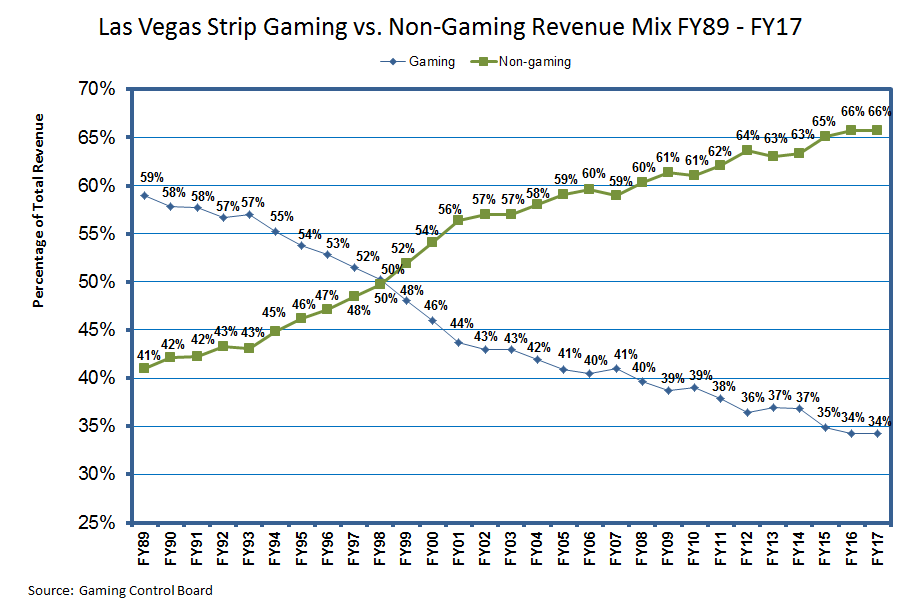 Las Vegas Strip Gaming vs. Non-Gaming Revenue Mix FY89 - FY17
Gaming Non-gaming
Percentage of Total Revenue
70%
65%
60%
55%
50%
45%
40%
35%
30%
25%
59% 58% 58% 57% 57% 55% 54% 53% 52% 50% 48% 46% 44% 43% 43% 42% 41% 40% 41% 40% 39% 39% 38% 36% 37% 37% 35% 34% 34%
41% 42% 42% 43% 43% 45% 46% 47% 48% 50% 52% 54% 56% 57% 57% 58% 59% 60% 59% 60% 61% 61% 62% 64% 63% 63% 65% 66% 66%
FY89 FY90 FY91 FY92 FY93 FY94 FY95 FY96 FY97 FY98 FY99 FY00 FY01 FY02 FY03 FY04 FY05 FY06 FY07 FY08 FY09 FY10 FY11 FY12 FY13 FY14 FY15 FY16 FY17
Source: Gaming Control Board